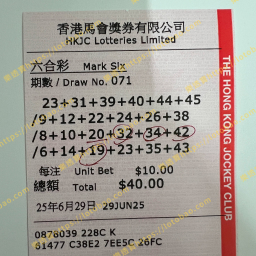 香港馬會獎券有限公司
HKJC Lotteries Limited
六合彩 Mark Six
期數 / Draw No. 071
23+31+39+40+44+45
/9+12+22+24+26+38
/8+10+20+32+34+42
/6+14+19+23+35+43
每注 Unit Bet $10.00
總額 Total $40.00
25年6月29日 29JUN25
0876039 228C K
61477 C38E2 7EE5C 26FC
THE HONG KONG JOCKEY CLUB